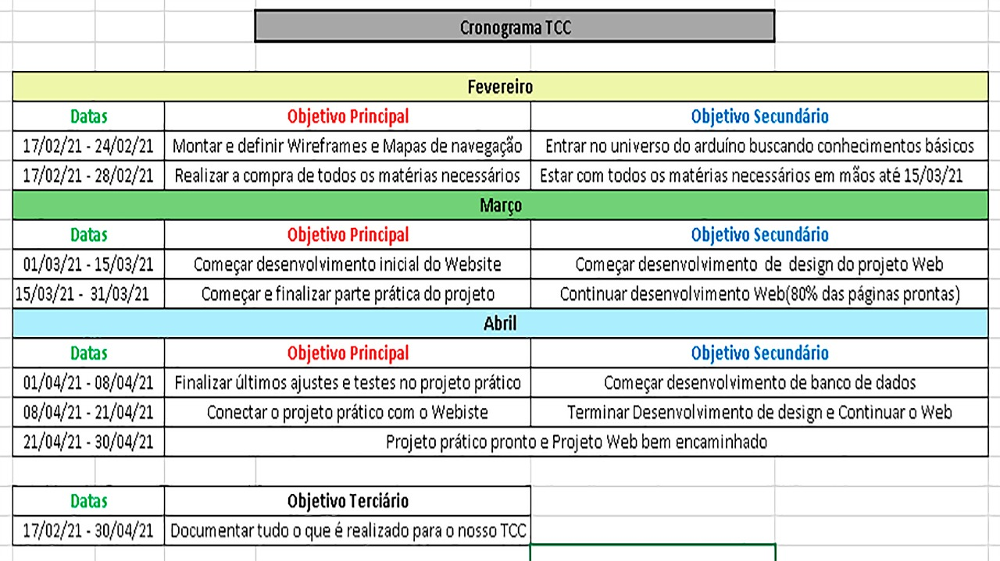 Cronograma TCC
Fevereiro
Datas Objetivo Principal Objetivo Secundário
17/02/21 - 24/02/21 Montar e definir Wireframes e Mapas de navegação Entrar no universo do arduíno buscando conhecimentos básicos
17/02/21 - 28/02/21 Realizar a compra de todos os matérias necessários Estar com todos os matérias necessários em mãos até 15/03/21
Março
Datas Objetivo Principal Objetivo Secundário
01/03/21 - 15/03/21 Começar desenvolvimento inicial do Website Começar desenvolvimento de design do projeto Web
15/03/21 - 31/03/21 Começar e finalizar parte prática do projeto Continuar desenvolvimento Web(80% das páginas prontas)
Abril
Datas Objetivo Principal Objetivo Secundário
01/04/21 - 08/04/21 Finalizar últimos ajustes e testes no projeto prático Começar desenvolvimento de banco de dados
08/04/21 - 21/04/21 Conectar o projeto prático com o Webiste Terminar Desenvolvimento de design e Continuar o Web
21/04/21 - 30/04/21 Projeto prático pronto e Projeto Web bem encaminhado
Datas Objetivo Terciário
17/02/21 - 30/04/21 Documentar tudo o que é realizado para o nosso TCC